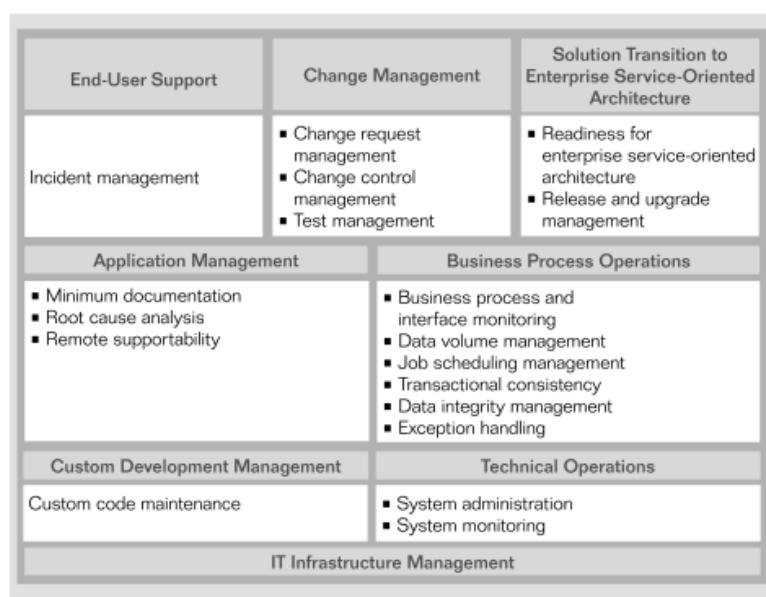 End-User Support
Change Management
Solution Transition to
Enterprise Service-Oriented
Architecture
Incident management
▪ Change request
management
▪ Change control
management
▪ Test management
▪ Readiness for
enterprise service-oriented
architecture
▪ Release and upgrade
management
Application Management
Business Process Operations
▪ Minimum documentation
▪ Root cause analysis
▪ Remote supportability
▪ Business process and
interface monitoring
▪ Data volume management
▪ Job scheduling management
▪ Transactional consistency
▪ Data integrity management
▪ Exception handling
Custom Development Management
Technical Operations
Custom code maintenance
▪ System administration
▪ System monitoring
IT Infrastructure Management